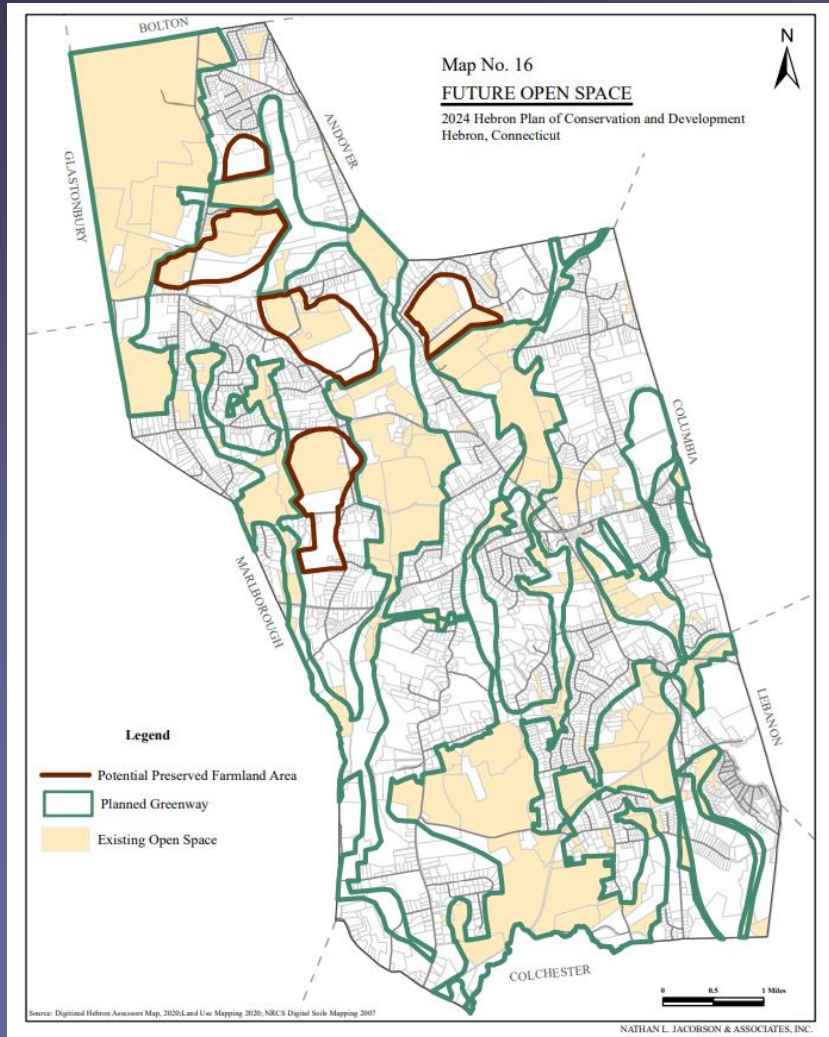 BOLTON
N
Map No. 16
FUTURE OPEN SPACE
2024 Hebron Plan of Conservation and Development
Hebron, Connecticut
ANDOVER
GLASTONBURY
COLUMBIA
MARLBOROUGH
LEBANON
Legend
Potential Preserved Farmland Area
Planned Greenway
Existing Open Space
COLCHESTER
0 0.5 1 Miles
Source: Digitized Hebron Assessors Map, 2020;Land Use Mapping 2020; NRCS Digital Soils Mapping 2007
NATHAN L. JACOBSON & ASSOCIATES, INC.